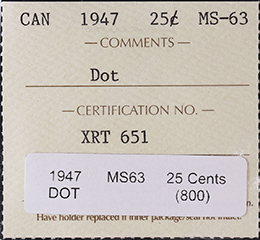 CAN 1947 25¢ MS-63
— COMMENTS —
Dot
— CERTIFICATION NO. —
XRT 651
1947 MS63 25 Cents
DOT (800)
Have holder replaced if inner package/seal not intact.